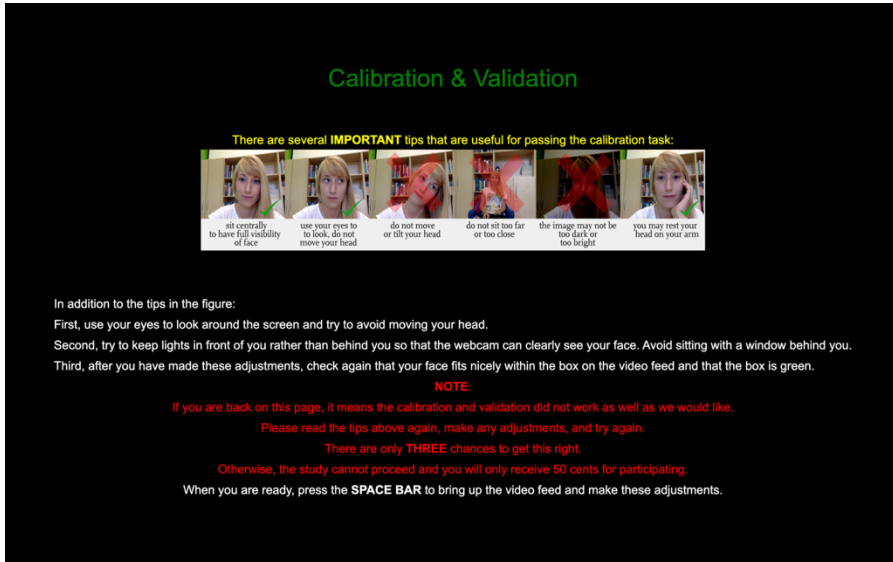 Calibration & Validation
There are several IMPORTANT tips that are useful for passing the calibration task:
sit centrally
to have full visibility
of face
use your eyes to
to look, do not
move your head
do not move
or tilt your head
do not sit too far
or too close
the image may not be
too dark or
too bright
you may rest your
head on your arm
In addition to the tips in the figure:
First, use your eyes to look around the screen and try to avoid moving your head.
Second, try to keep lights in front of you rather than behind you so that the webcam can clearly see your face. Avoid sitting with a window behind you.
Third, after you have made these adjustments, check again that your face fits nicely within the box on the video feed and that the box is green.
NOTE:
If you are back on this page, it means the calibration and validation did not work as well as we would like.
Please read the tips above again, make any adjustments, and try again.
There are only THREE chances to get this right.
Otherwise, the study cannot proceed and you will only receive 50 cents for participating.
When you are ready, press the SPACE BAR to bring up the video feed and make these adjustments.